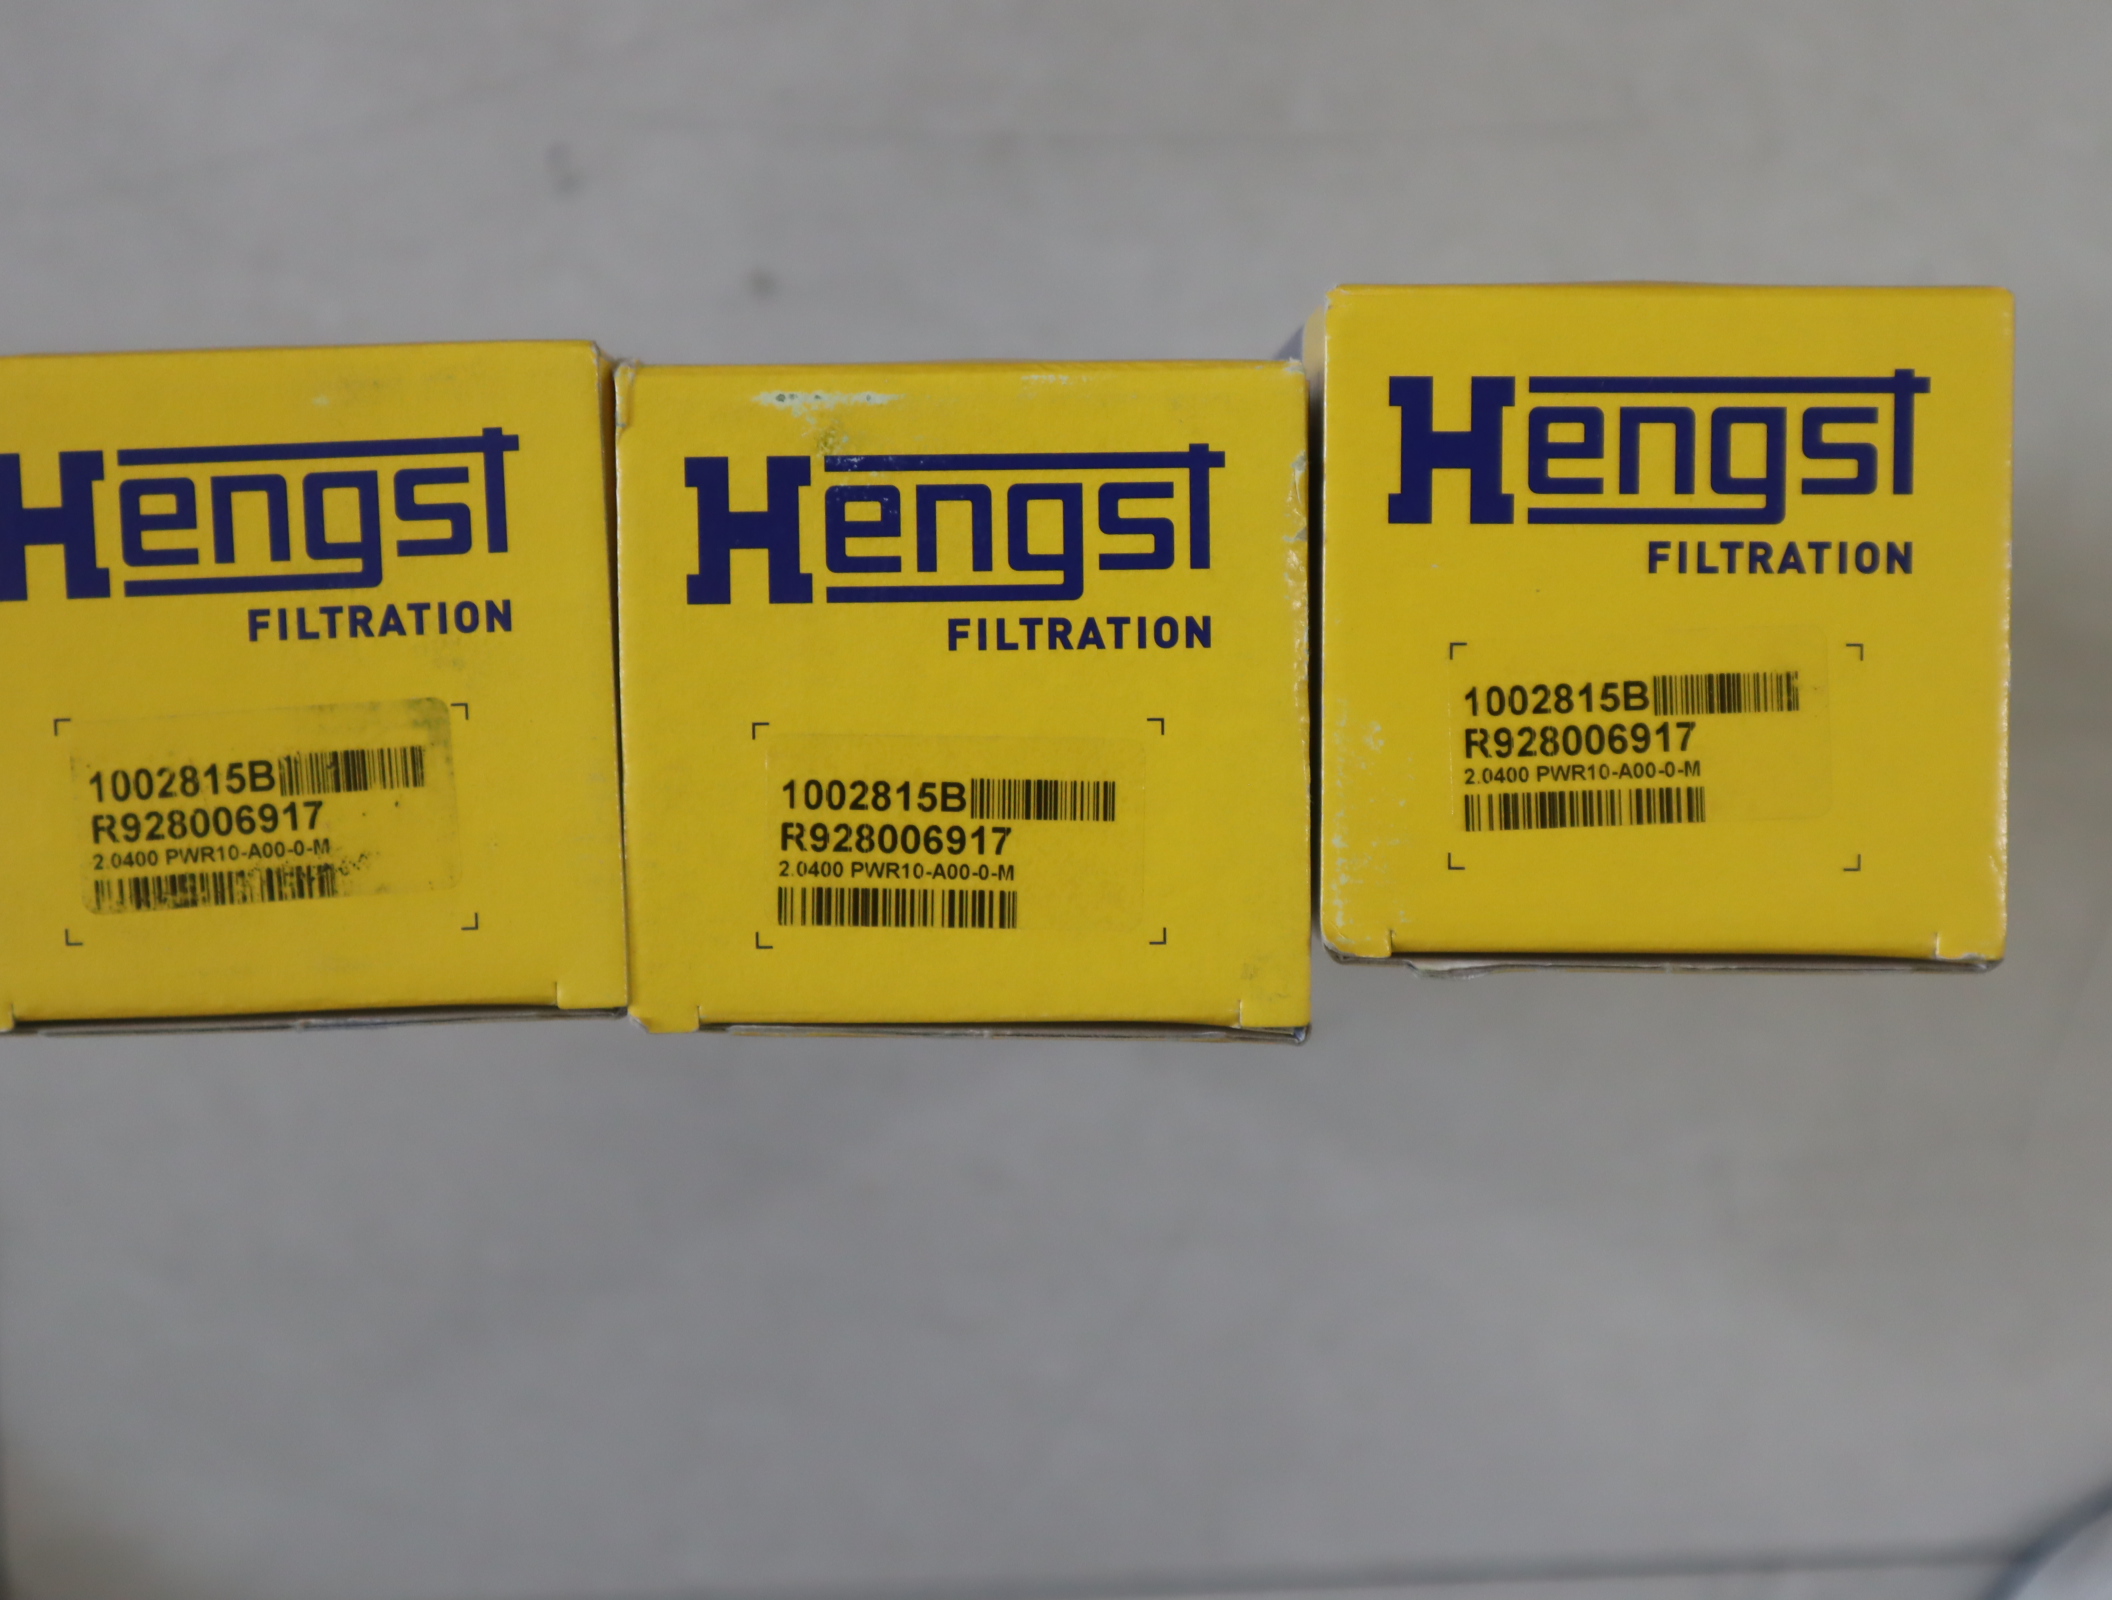 Hengst
FILTRATION
1002815B
R928006917
2.0400 PWR10-A00-0-M
Hengst
FILTRATION
1002815B
R928006917
2.0400 PWR10-A00-0-M
Hengst
FILTRATION
1002815B
R928006917
2.0400 PWR10-A00-0-M